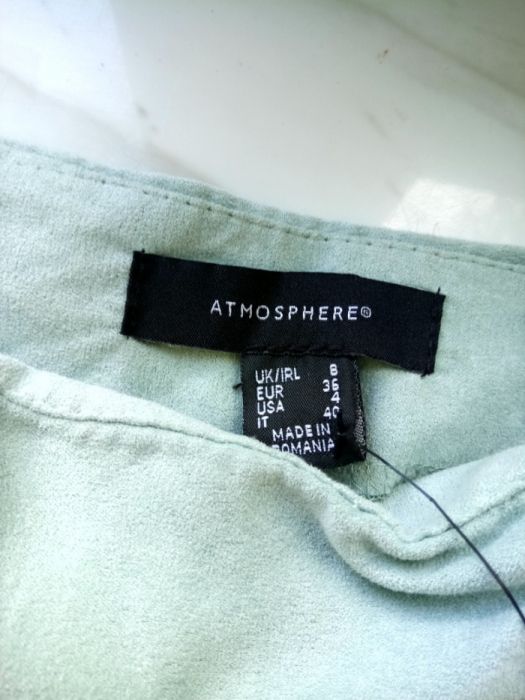 ATMOSPHERE®
UK/IRL 8
EUR 36
USA 4
IT 40
MADE IN
ROMANIA